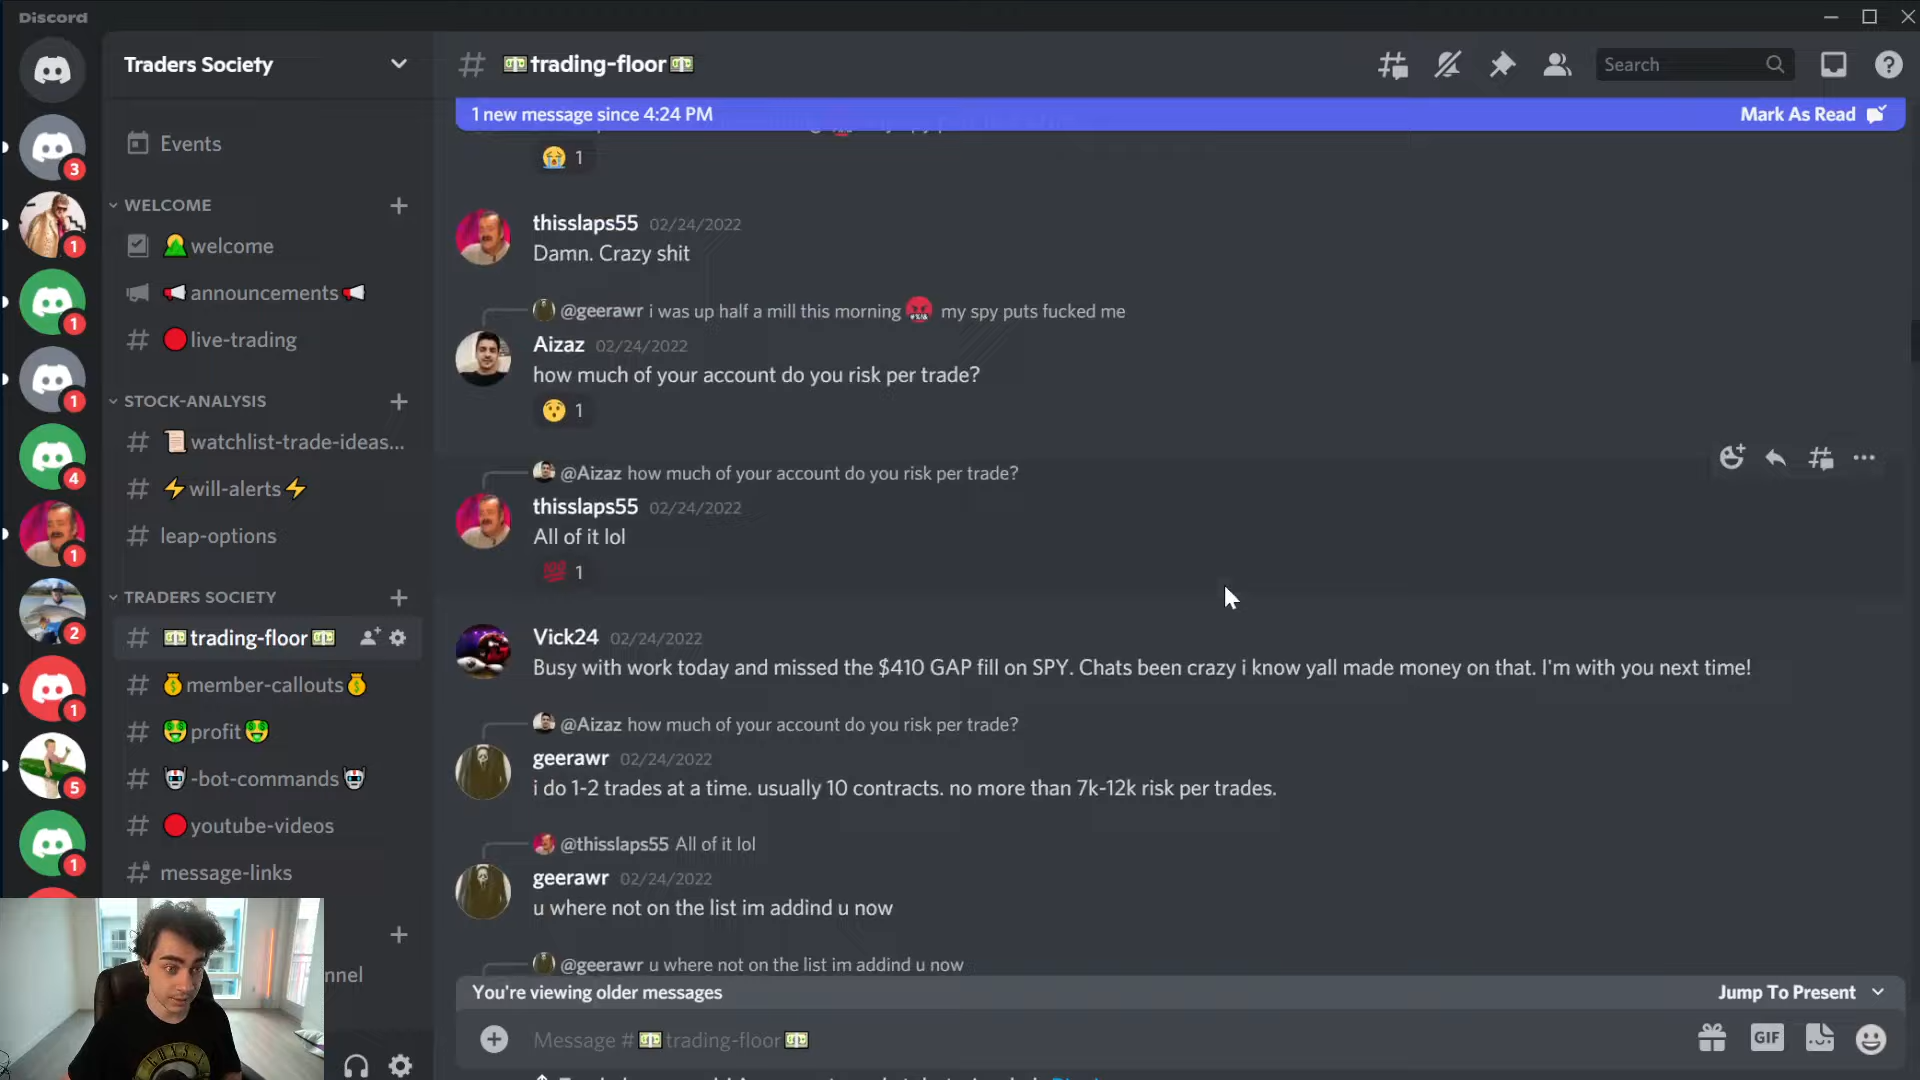 Discord
Traders Society
Events
WELCOME
welcome
announcements
live-trading
STOCK-ANALYSIS
watchlist-trade-ideas...
will-alerts
leap-options
TRADERS SOCIETY
trading-floor
member-callouts
profit
-bot-commands
youtube-videos
message-links
nnel
3
1
1
1
4
1
2
1
5
1
trading-floor
Search
1 new message since 4:24 PM
Mark As Read
1
thisslaps55 02/24/2022
Damn. Crazy shit
@geerawr i was up half a mill this morning my spy puts fucked me
Aizaz 02/24/2022
how much of your account do you risk per trade?
1
@Aizaz how much of your account do you risk per trade?
thisslaps55 02/24/2022
All of it lol
1
Vick24 02/24/2022
Busy with work today and missed the $410 GAP fill on SPY. Chats been crazy i know yall made money on that. I'm with you next time!
@Aizaz how much of your account do you risk per trade?
geerawr 02/24/2022
i do 1-2 trades at a time. usually 10 contracts. no more than 7k-12k risk per trades.
@thisslaps55 All of it lol
geerawr 02/24/2022
u where not on the list im addind u now
@geerawr u where not on the list im addind u now
You're viewing older messages
Jump To Present
Message # trading-floor
GIF